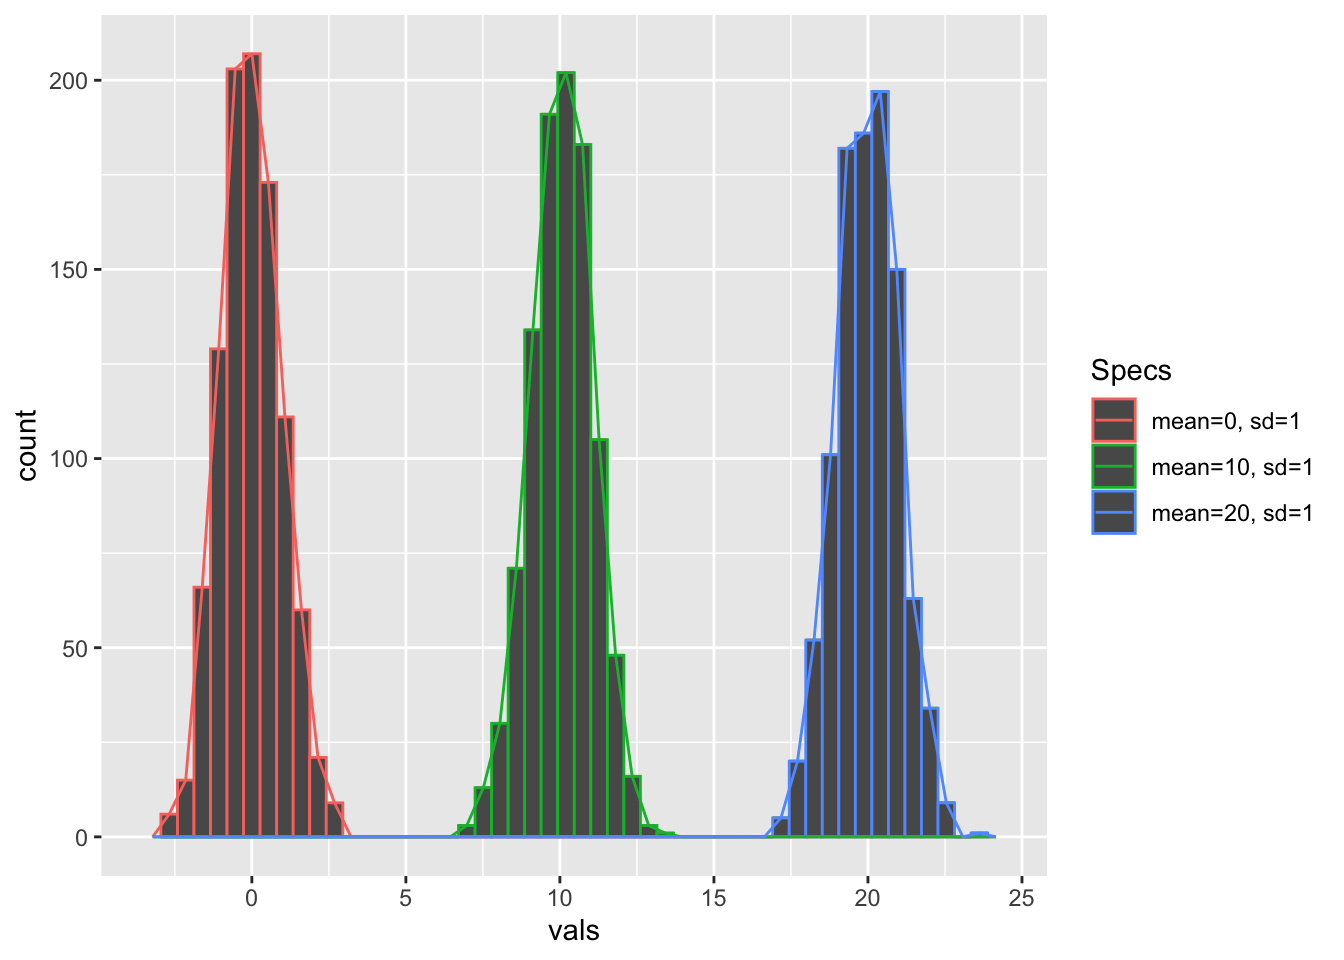 200
150
100
50
0
0 5 10 15 20 25
vals
count
Specs
mean=0, sd=1
mean=10, sd=1
mean=20, sd=1